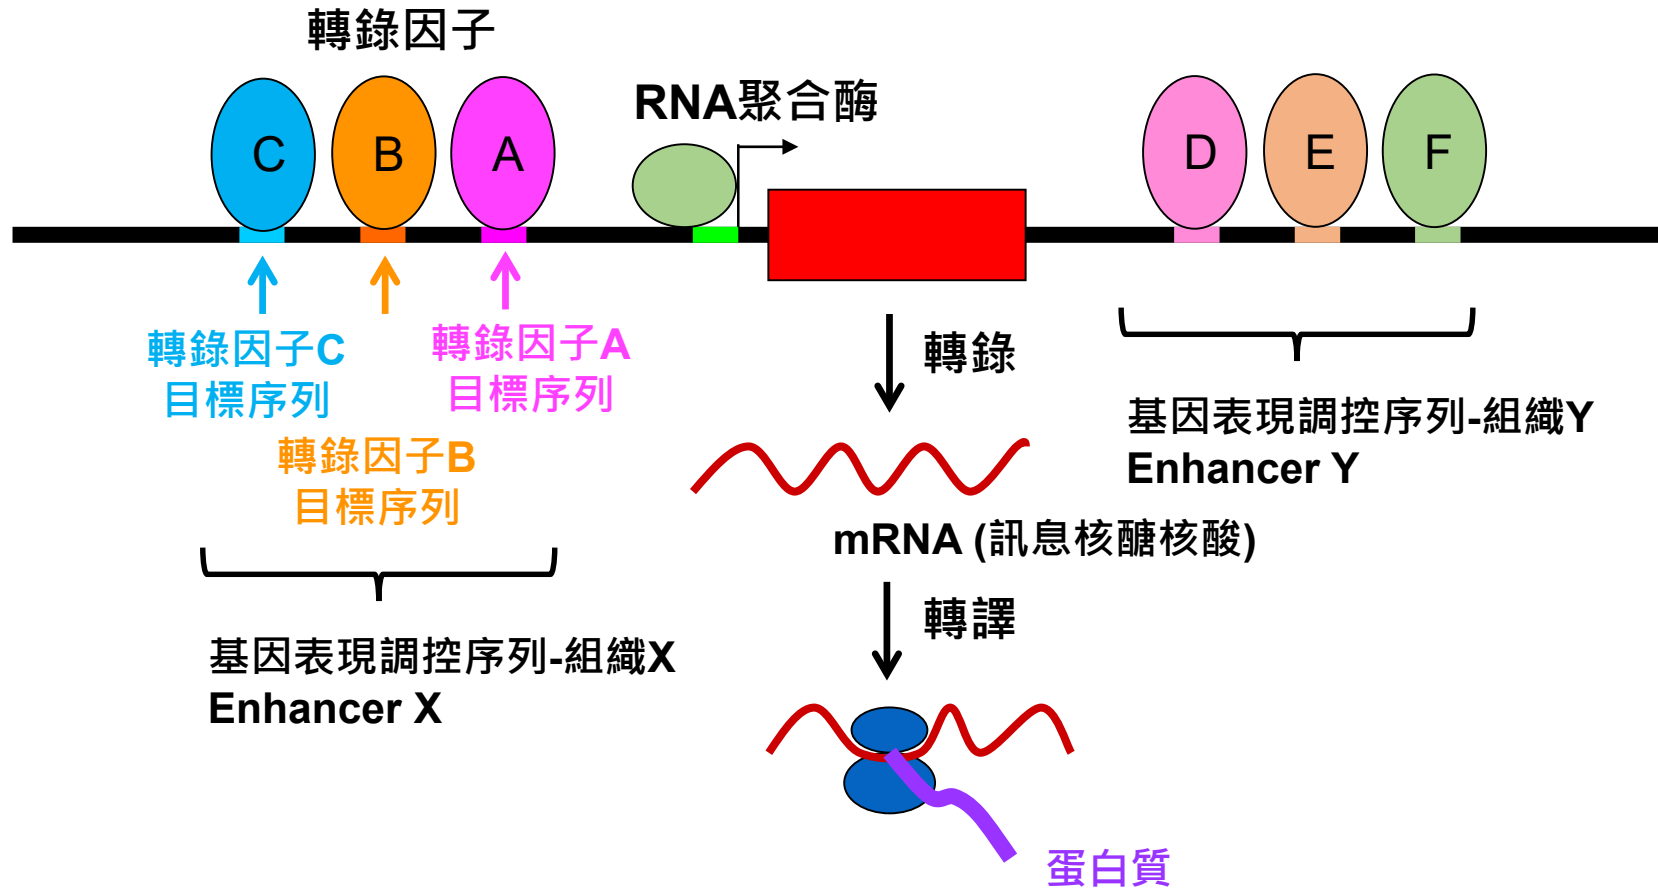 轉錄因子
RNA聚合酶
C
B
A
D
E
F
轉錄因子C
目標序列
轉錄因子A
目標序列
轉錄因子B
目標序列
轉錄
基因表現調控序列-組織Y
Enhancer Y
mRNA (訊息核醣核酸)
轉譯
基因表現調控序列-組織X
Enhancer X
蛋白質